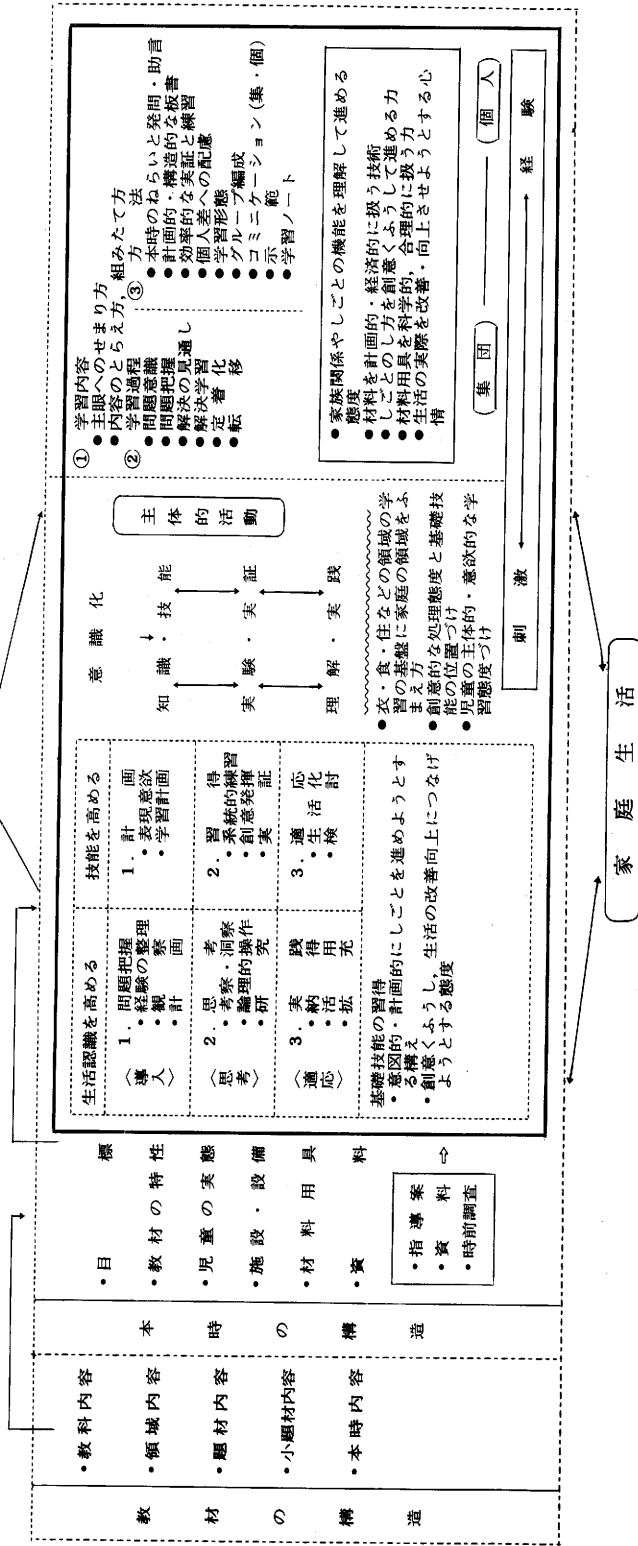 教材の構造
・教科内容
・領域内容
・題材内容
・小題材内容
・本時内容
本時の構造
・目標
・教材の特性
・児童の実態
・施設・設備
・材料用具
・資料
・指導案
・資料
・時前調査
⇨
生活認識を高める
技能を高める
〈導入〉
1．問題把握
・経験の整理
・観察
・計画
1．計画
・表現意欲
・学習計画
〈思考〉
2．思考
・考察・洞察
・論理的操作
・研究
2．習得
・系統的練習
・創意発揮
・実証
〈適応〉
3．実践
・納得
・活用
・拡充
3．適応
・生活化
・検討
基礎技能の習得
・意図的・計画的にしごとを進めようとす
る構え
・創意くふうし，生活の改善向上につなげ
ようとする態度
意識化
知識・技能
実験・実証
理解・実践
主体的活動
●衣・食・住などの領域の学
習の基盤に家庭の領域をふ
まえ方
●創意的な処理態度と基礎技
能の位置づけ
●児童の主体的・意欲的な学
習態度づけ
①学習内容
●主眼へのせまり方
●内容のとらえ方，組みたて方
②学習過程
●問題意識
●問題把握
●解決の見通し
●解決学習
●定着化
●転移
③方法
●本時のねらいと発問・助言
●計画的・構造的な板書
●効率的な実証と練習
●個人差への配慮
●学習形態
●グループ編成
●コミニケーション(集・個)
●示範
●学習ノート
●家族関係やしごとの機能を理解して進める
態度
●材料を計画的・経済的に扱う技術
●しごとのし方を創意くふうして進める力
●材料用具を科学的，合理的に扱う力
●生活の実際を改善・向上させようとする心
情
集団
個人
刺激
経験
家庭生活